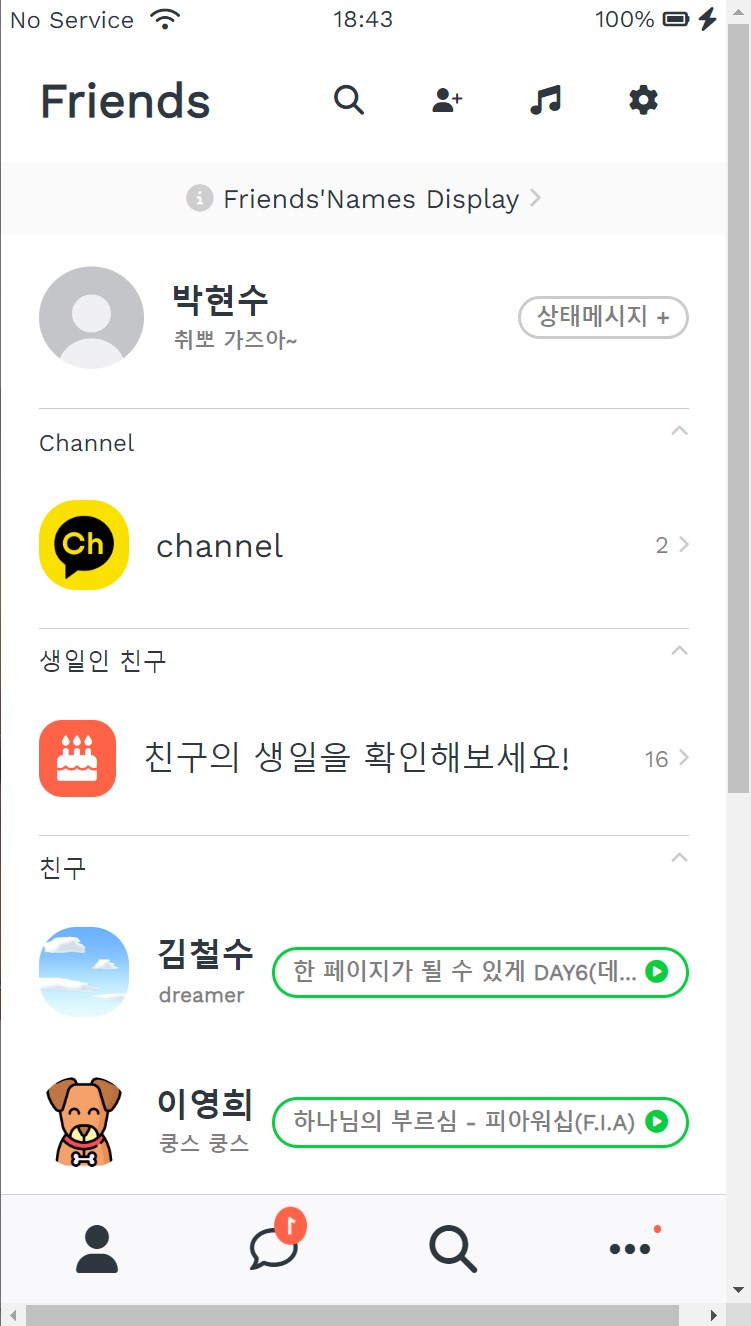 No Service 18:43 100%
Friends
Friends'Names Display
박현수
취뽀 가즈아~
상태메시지 +
Channel
Ch
channel
2
생일인 친구
친구의 생일을 확인해보세요!
16
친구
김철수
dreamer
한 페이지가 될 수 있게 DAY6(데...
이영희
쿵스 쿵스
하나님의 부르심 - 피아워십(F.I.A)
1